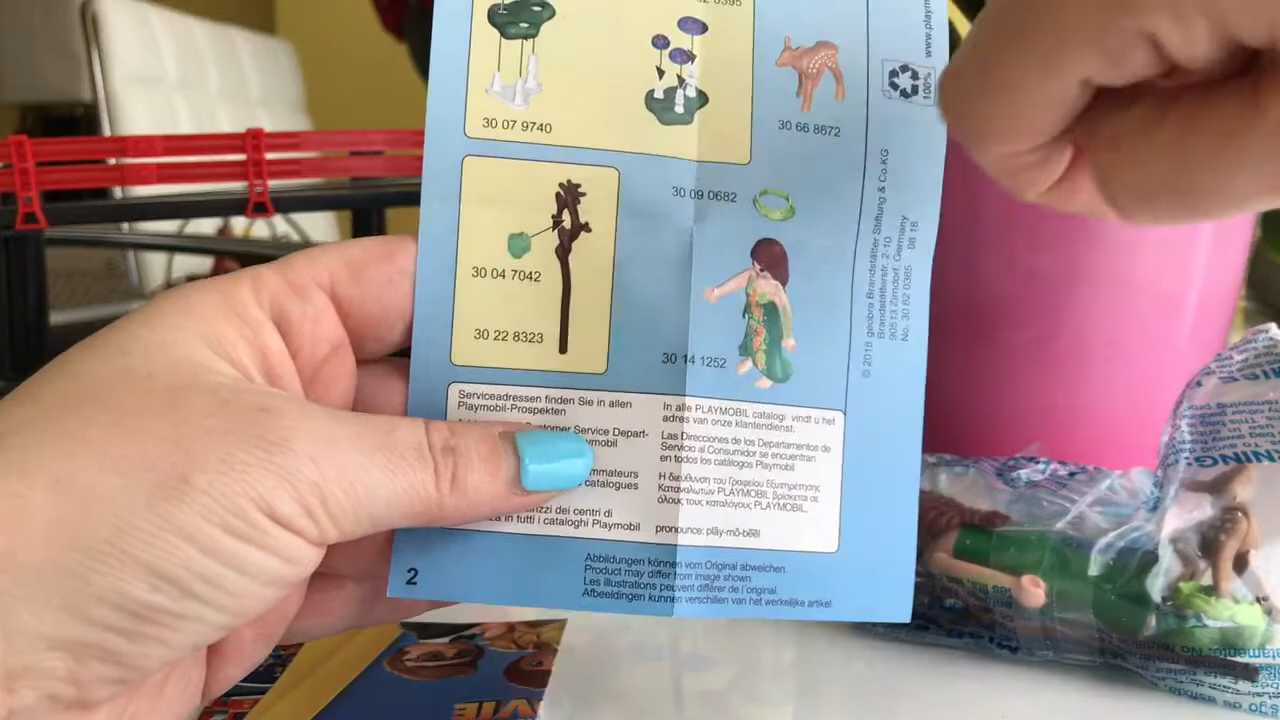 30 07 9740
30 66 8672
30 09 0682
30 04 7042
30 22 8323
30 14 1252
100%
© 2018 geobra Brandstätter Stiftung & Co.KG
Brandstätterstr. 2-10
90513 Zirndorf, Germany
No. 30 82 0385 08 18
Serviceadressen finden Sie in allen
Playmobil-Prospekten
Customer Service Depart-
catalogues
centri di
in tutti i cataloghi Playmobil
In alle PLAYMOBIL catalogi vindt u het
adres van onze klantendienst.
Las Direcciones de los Departamentos de
Servicio al Consumidor se encuentran
en todos los catálogos Playmobil
Η διεύθυνση του Γραφείου Εξυπηρέτησης
Καταναλωτών PLAYMOBIL βρίσκεται σε
όλους τους καταλόγους PLAYMOBIL.
pronounce: plāy-mō-bēēl
2
Abbildungen können vom Original abweichen.
Product may differ from image shown.
Les illustrations peuvent différer de l'original.
Afbeeldingen kunnen verschillen van het werkelijke artikel.